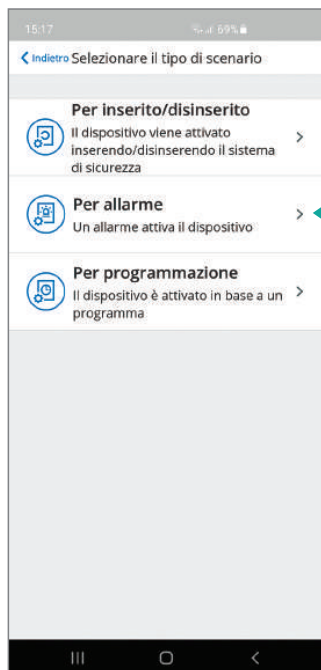 15:17 69%
Indietro Selezionare il tipo di scenario
Per inserito/disinserito
Il dispositivo viene attivato
inserendo/disinserendo il sistema
di sicurezza
Per allarme
Un allarme attiva il dispositivo
Per programmazione
Il dispositivo è attivato in base a un
programma